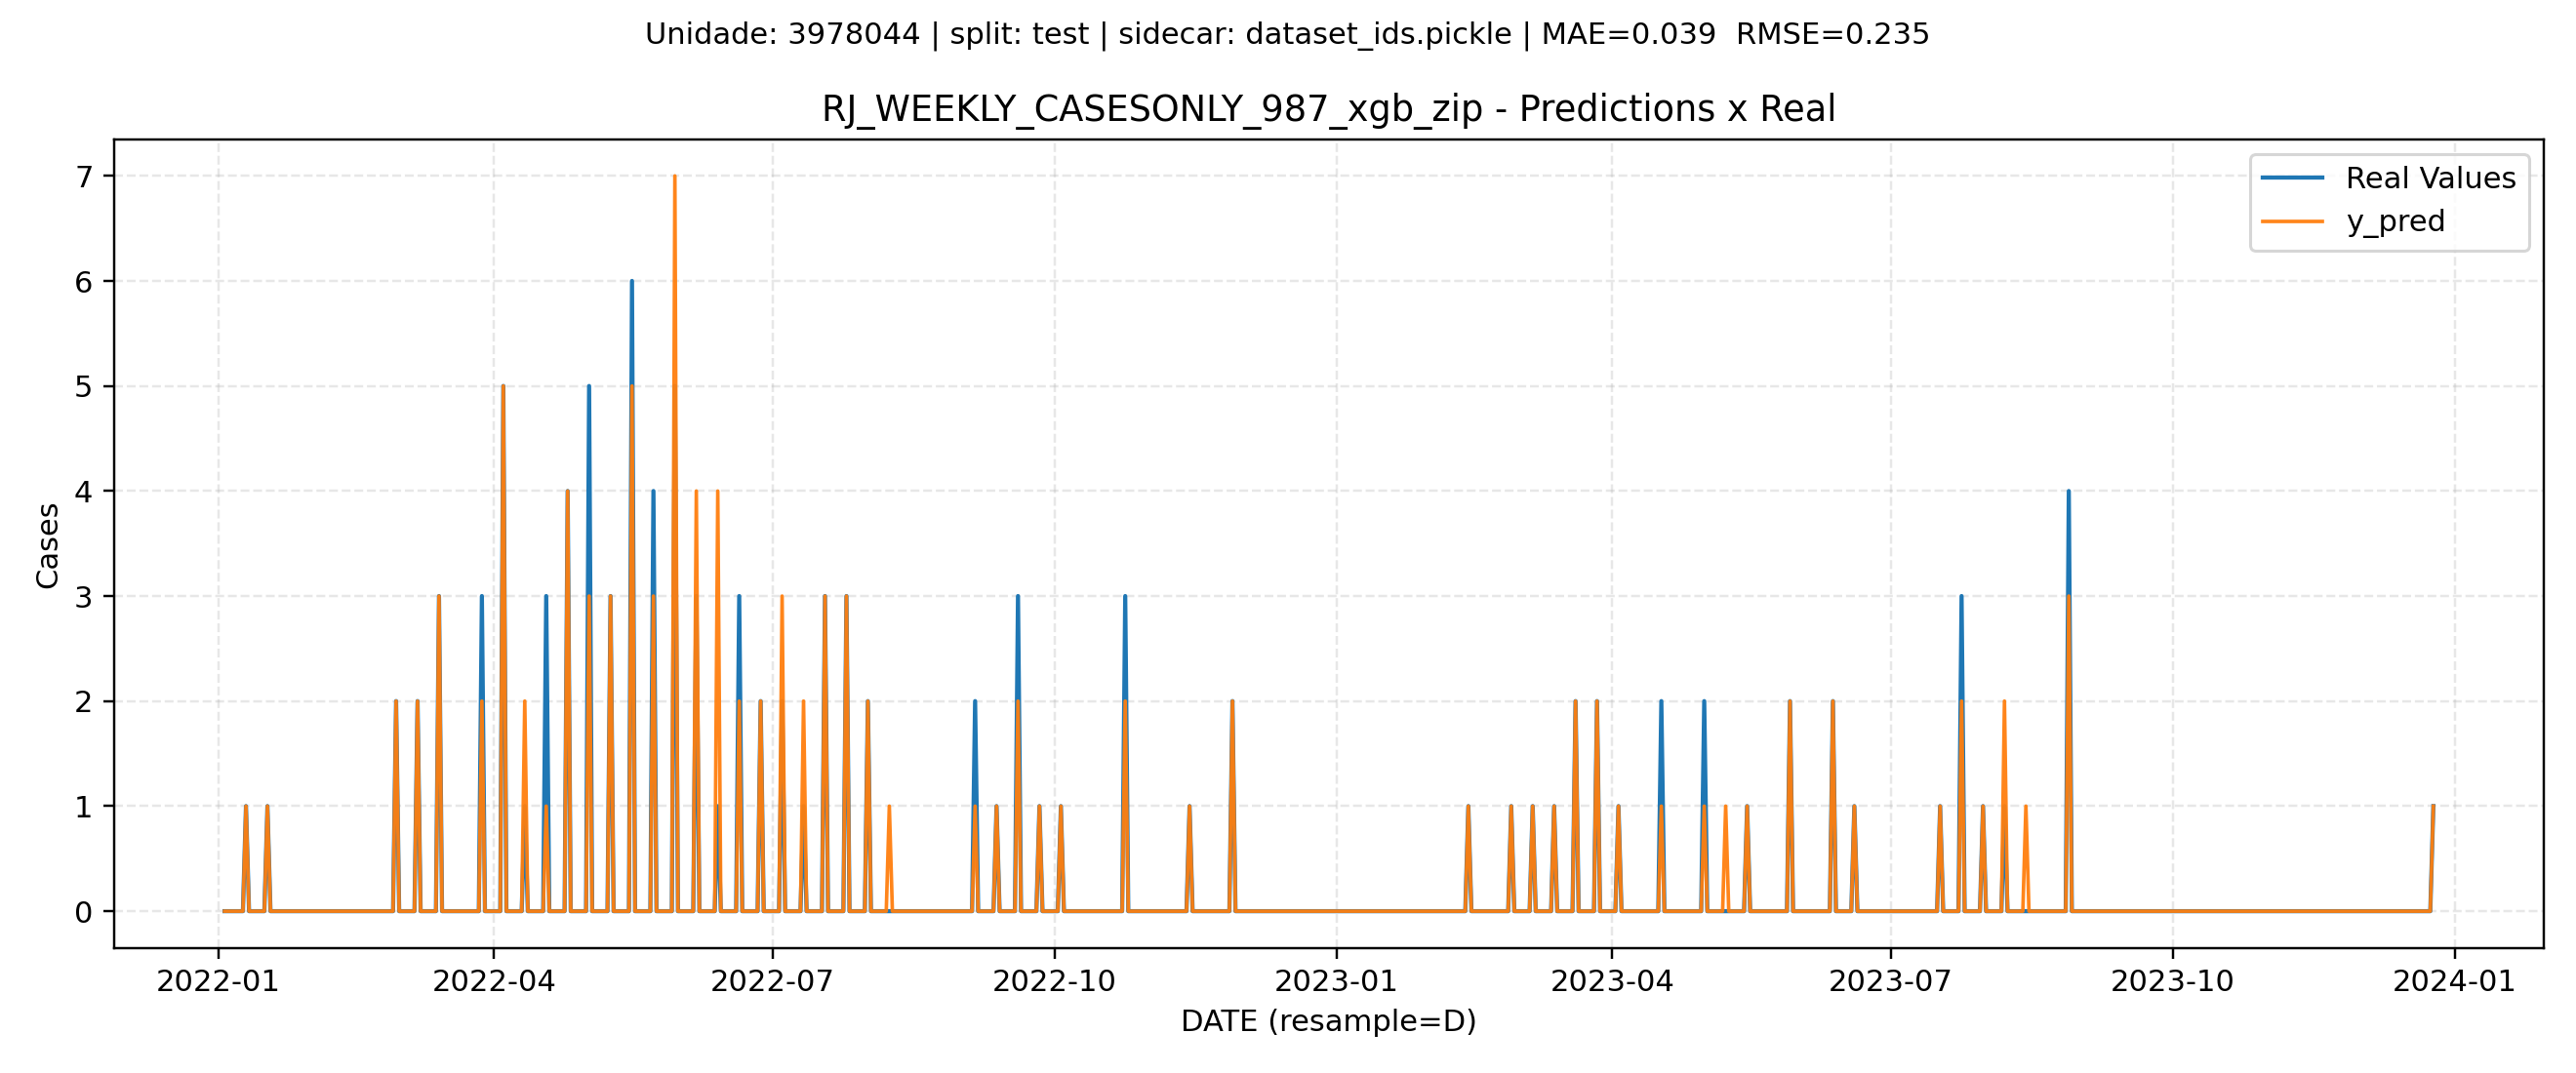 Unidade: 3978044 | split: test | sidecar: dataset_ids.pickle | MAE=0.039  RMSE=0.235
RJ_WEEKLY_CASESONLY_987_xgb_zip - Predictions x Real
Real Values
y_pred
7
6
5
4
3
2
1
0
Cases
2022-01
2022-04
2022-07
2022-10
2023-01
2023-04
2023-07
2023-10
2024-01
DATE (resample=D)